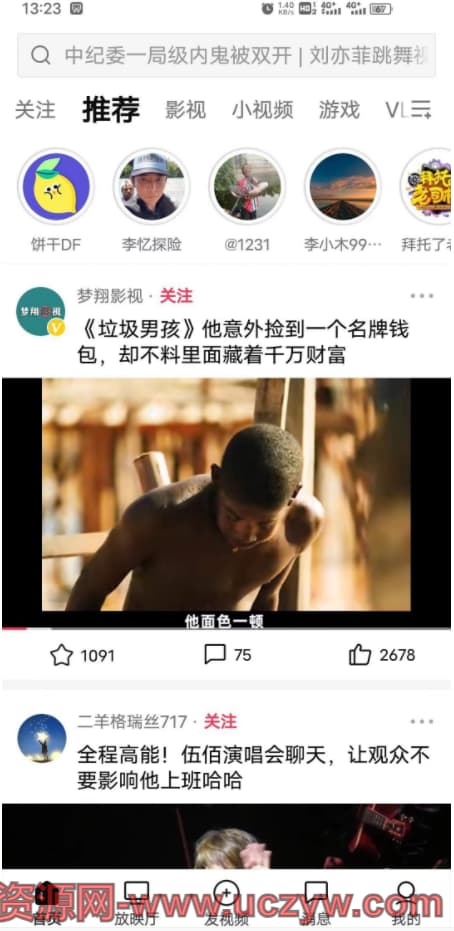 13:23
1.40
KB/s
HD
4G+
4G+
67
中纪委一局级内鬼被双开 | 刘亦菲跳舞视
关注 推荐 影视 小视频 游戏 VL
饼干DF 李忆探险 @1231 李小木99… 拜托了老
梦翔影视 · 关注
《垃圾男孩》他意外捡到一个名牌钱
包，却不料里面藏着千万财富
他面色一顿
1091 75 2678
二羊格瑞丝717 · 关注
全程高能！伍佰演唱会聊天，让观众不
要影响他上班哈哈
资源网-www.uczyw.com
首页 放映厅 发视频 消息 我的